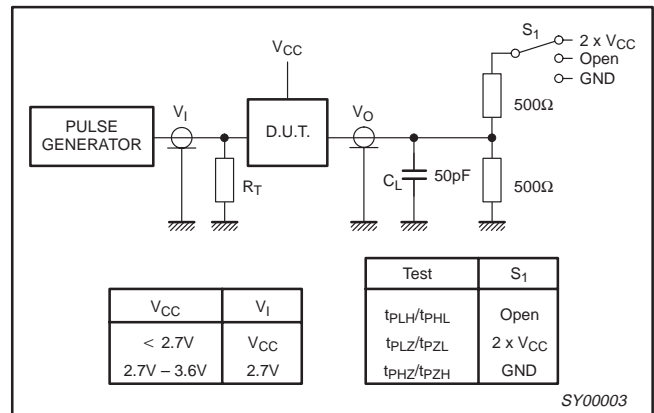 S1
2 x VCC
Open
GND
VCC
500Ω
VI
VO
PULSE
GENERATOR
D.U.T.
RT
CL
50pF
500Ω
VCC VI
< 2.7V VCC
2.7V – 3.6V 2.7V
Test S1
tPLH/tPHL Open
tPLZ/tPZL 2 x VCC
tPHZ/tPZH GND
SY00003